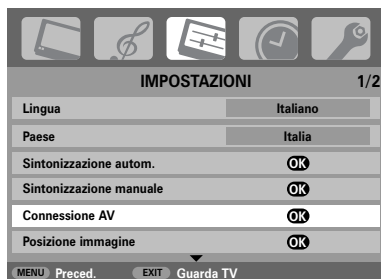 IMPOSTAZIONI 1/2
Lingua Italiano
Paese Italia
Sintonizzazione autom. OK
Sintonizzazione manuale OK
Connessione AV OK
Posizione immagine OK
MENU Preced. EXIT Guarda TV